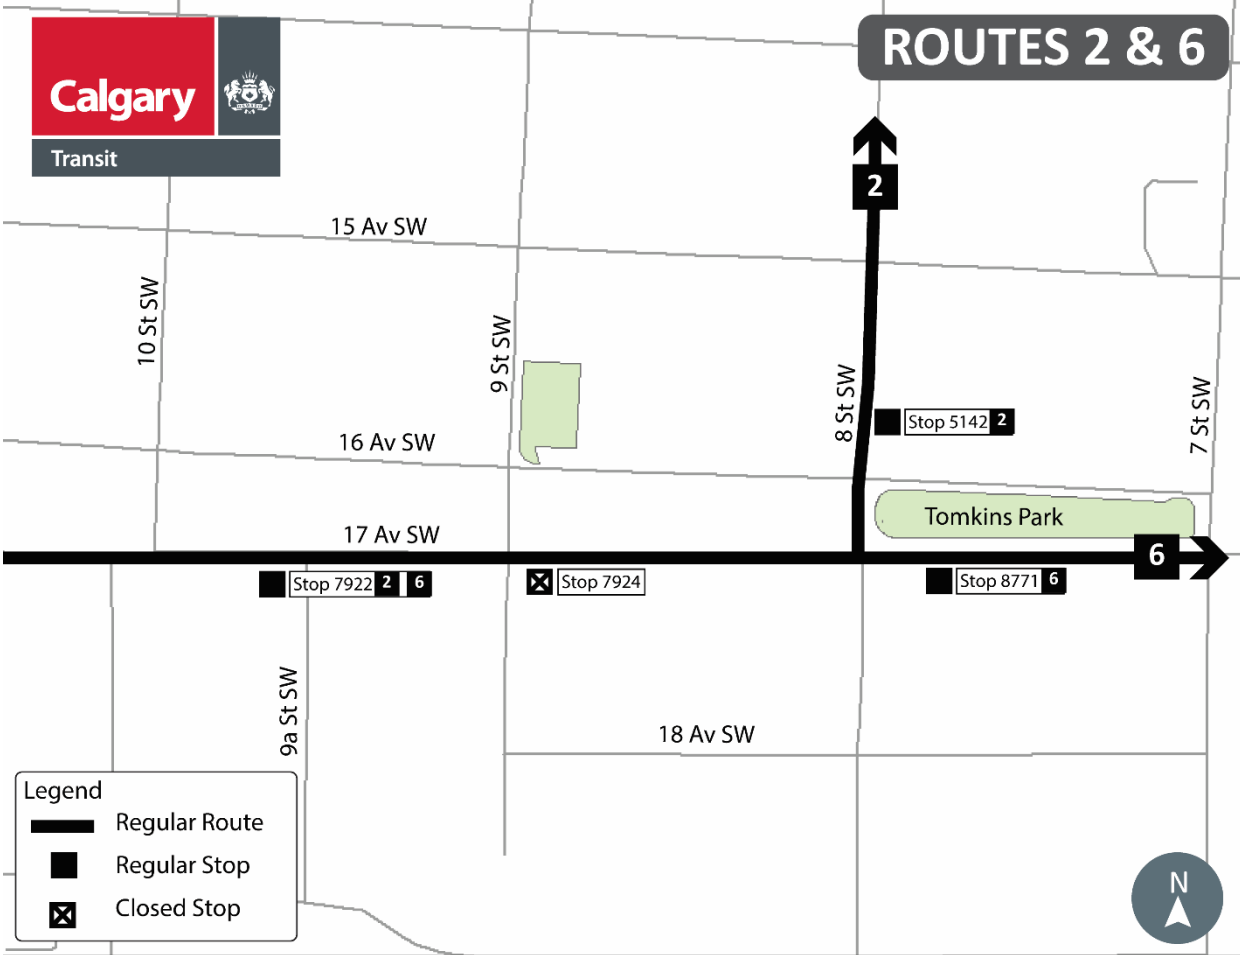 ROUTES 2 & 6
Calgary
Transit
2
15 Av SW
10 St SW
9 St SW
8 St SW
7 St SW
Stop 5142 2
16 Av SW
Tomkins Park
17 Av SW
6
Stop 7922 2 6
Stop 7924
Stop 8771 6
9a St SW
18 Av SW
Legend
Regular Route
Regular Stop
Closed Stop
N